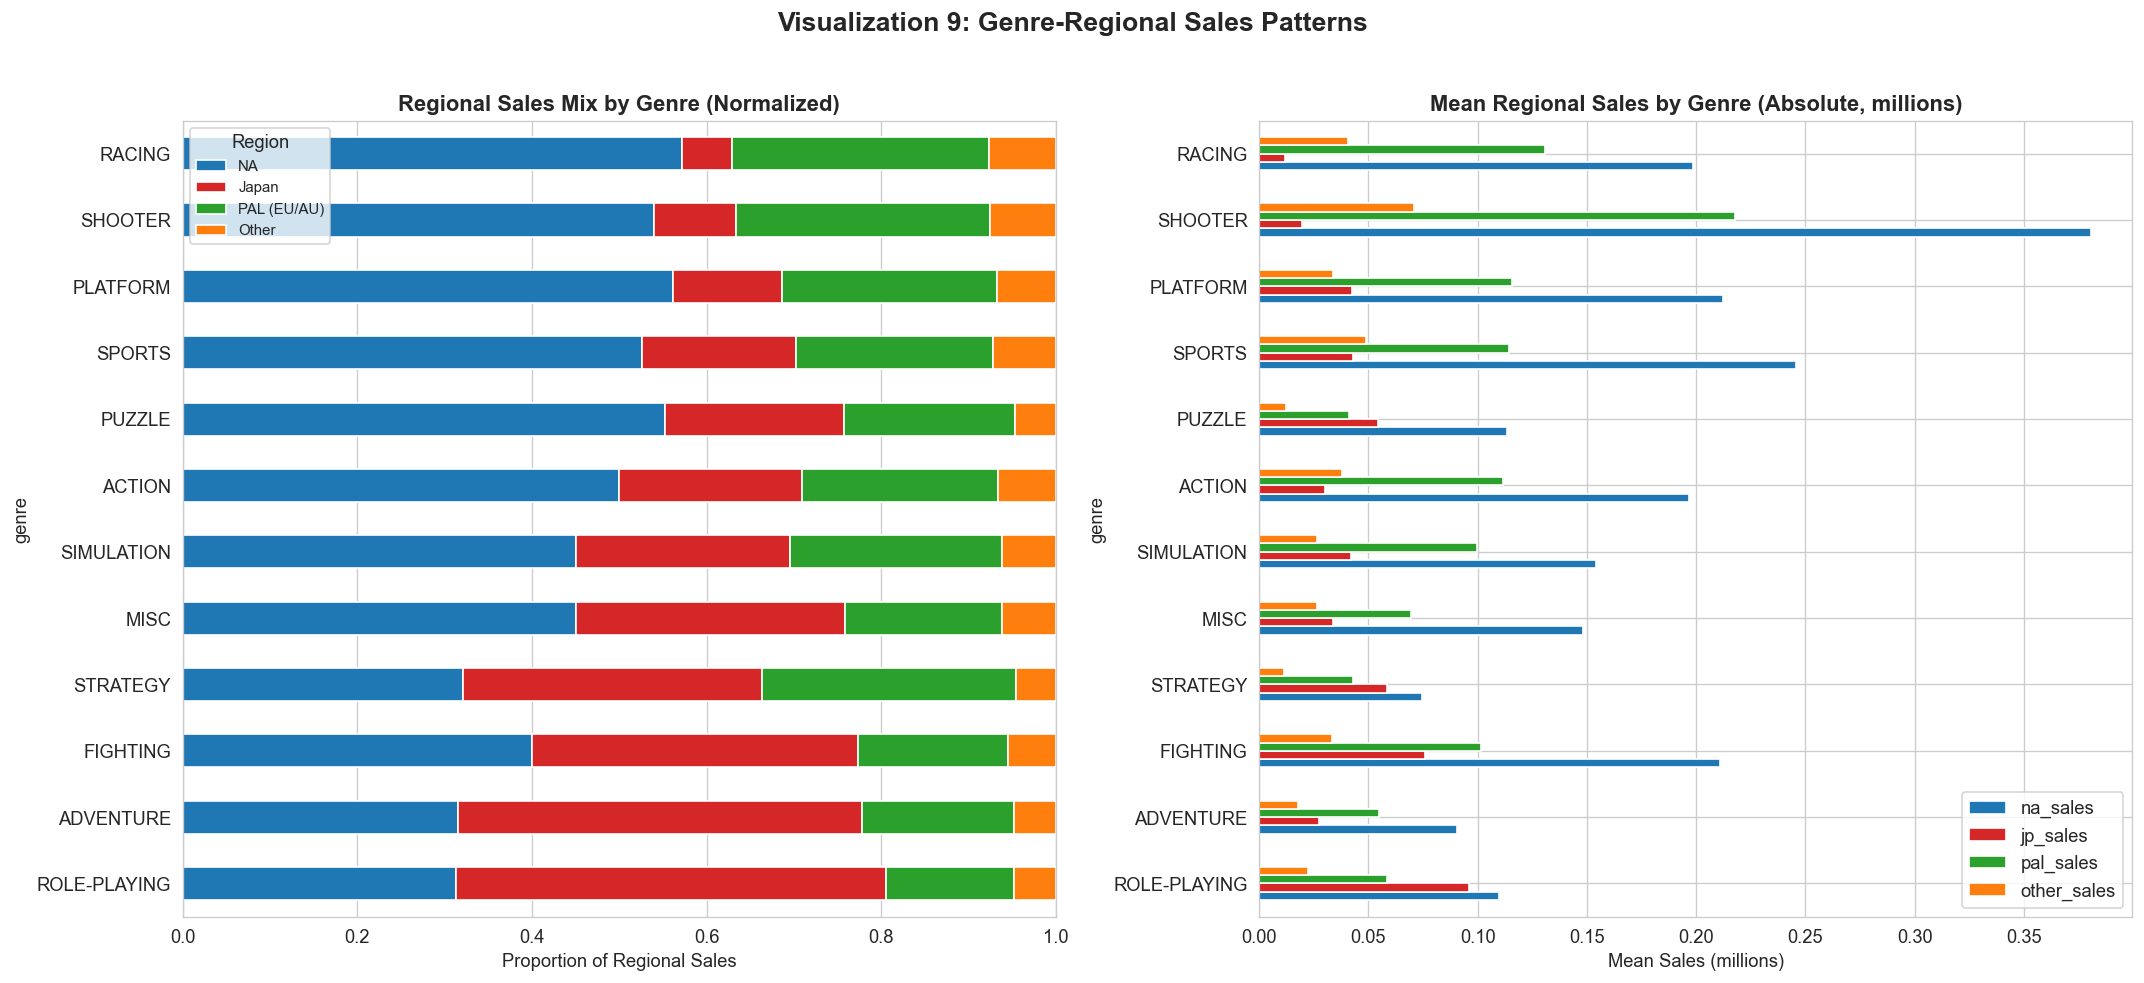 Visualization 9: Genre-Regional Sales Patterns
Regional Sales Mix by Genre (Normalized)
Region
NA
Japan
PAL (EU/AU)
Other
genre
RACING
SHOOTER
PLATFORM
SPORTS
PUZZLE
ACTION
SIMULATION
MISC
STRATEGY
FIGHTING
ADVENTURE
ROLE-PLAYING
0.0 0.2 0.4 0.6 0.8 1.0
Proportion of Regional Sales
Mean Regional Sales by Genre (Absolute, millions)
genre
RACING
SHOOTER
PLATFORM
SPORTS
PUZZLE
ACTION
SIMULATION
MISC
STRATEGY
FIGHTING
ADVENTURE
ROLE-PLAYING
na_sales
jp_sales
pal_sales
other_sales
0.00 0.05 0.10 0.15 0.20 0.25 0.30 0.35
Mean Sales (millions)